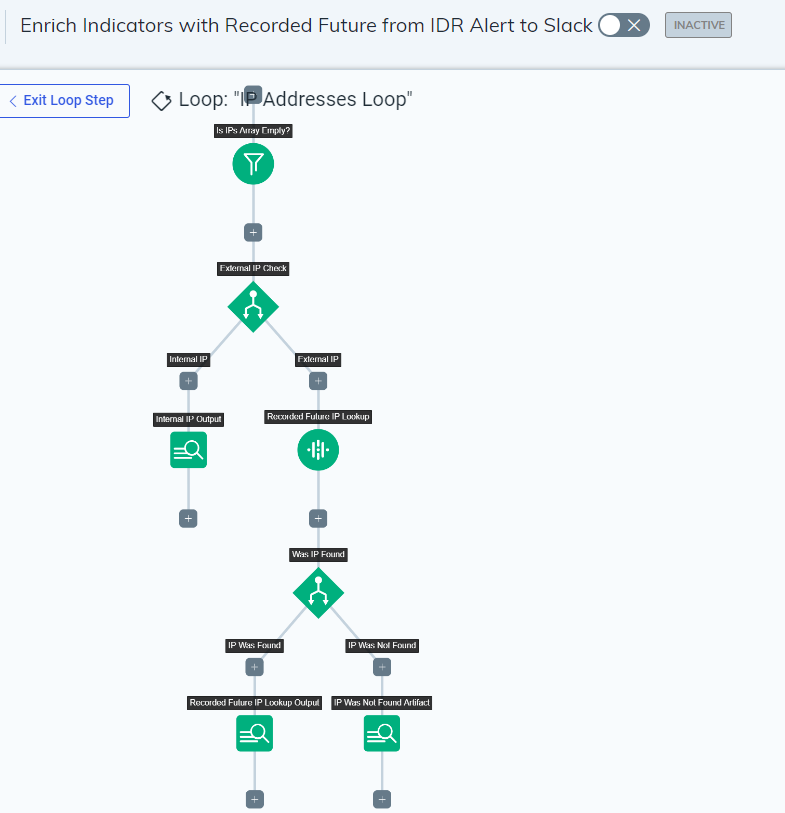 Enrich Indicators with Recorded Future from IDR Alert to Slack
INACTIVE
Exit Loop Step
Loop: "IP Addresses Loop"
Is IPs Array Empty?
External IP Check
Internal IP
External IP
Internal IP Output
Recorded Future IP Lookup
Was IP Found
IP Was Found
IP Was Not Found
Recorded Future IP Lookup Output
IP Was Not Found Artifact